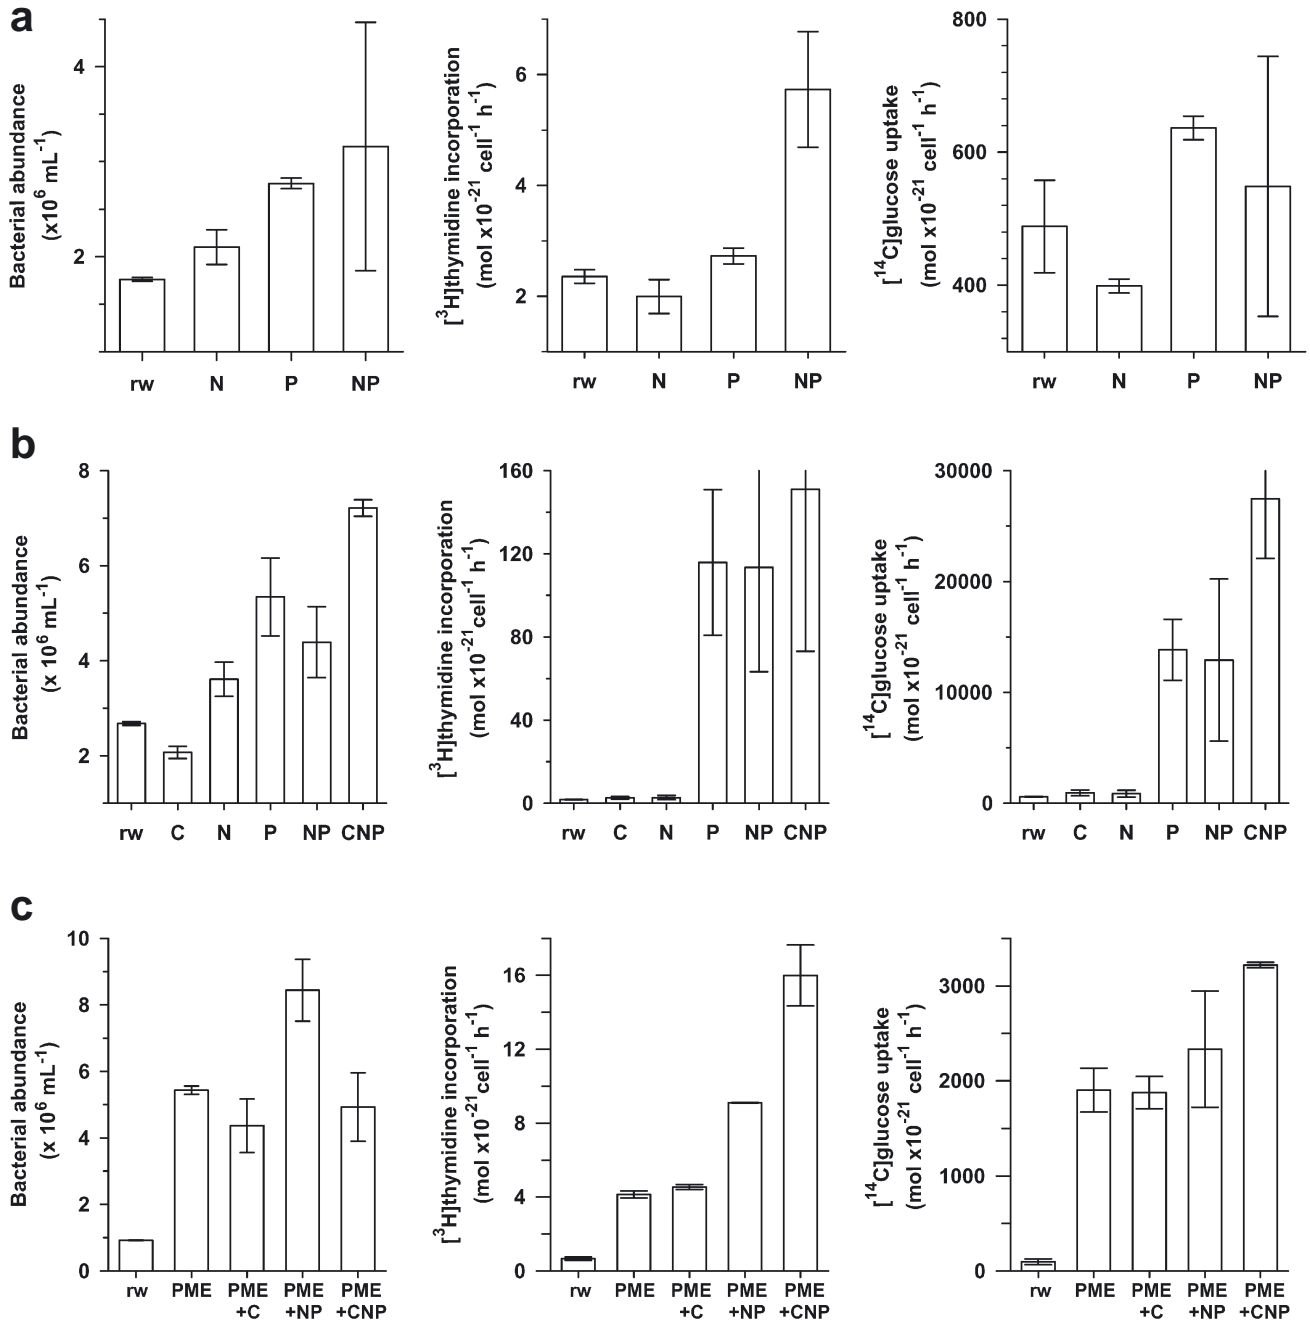 a
Bacterial abundance
(x10⁶ mL⁻¹)
4
2
rw N P NP
[³H]thymidine incorporation
(mol x10⁻²¹ cell⁻¹ h⁻¹)
6
4
2
rw N P NP
[¹⁴C]glucose uptake
(mol x10⁻²¹ cell⁻¹ h⁻¹)
800
600
400
rw N P NP
b
Bacterial abundance
(x 10⁶ mL⁻¹)
8
6
4
2
rw C N P NP CNP
[³H]thymidine incorporation
(mol x10⁻²¹cell⁻¹ h⁻¹)
160
120
80
40
0
rw C N P NP CNP
[¹⁴C]glucose uptake
(mol x10⁻²¹ cell⁻¹ h⁻¹)
30000
20000
10000
0
rw C N P NP CNP
c
Bacterial abundance
(x 10⁶ mL⁻¹)
10
8
6
4
2
0
rw PME PME PME PME
+C +NP +CNP
[³H]thymidine incorporation
(mol x10⁻²¹cell⁻¹ h⁻¹)
16
12
8
4
0
rw PME PME PME PME
+C +NP +CNP
[¹⁴C]glucose uptake
(mol x10⁻²¹ cell⁻¹ h⁻¹)
3000
2000
1000
0
rw PME PME PME PME
+C +NP +CNP